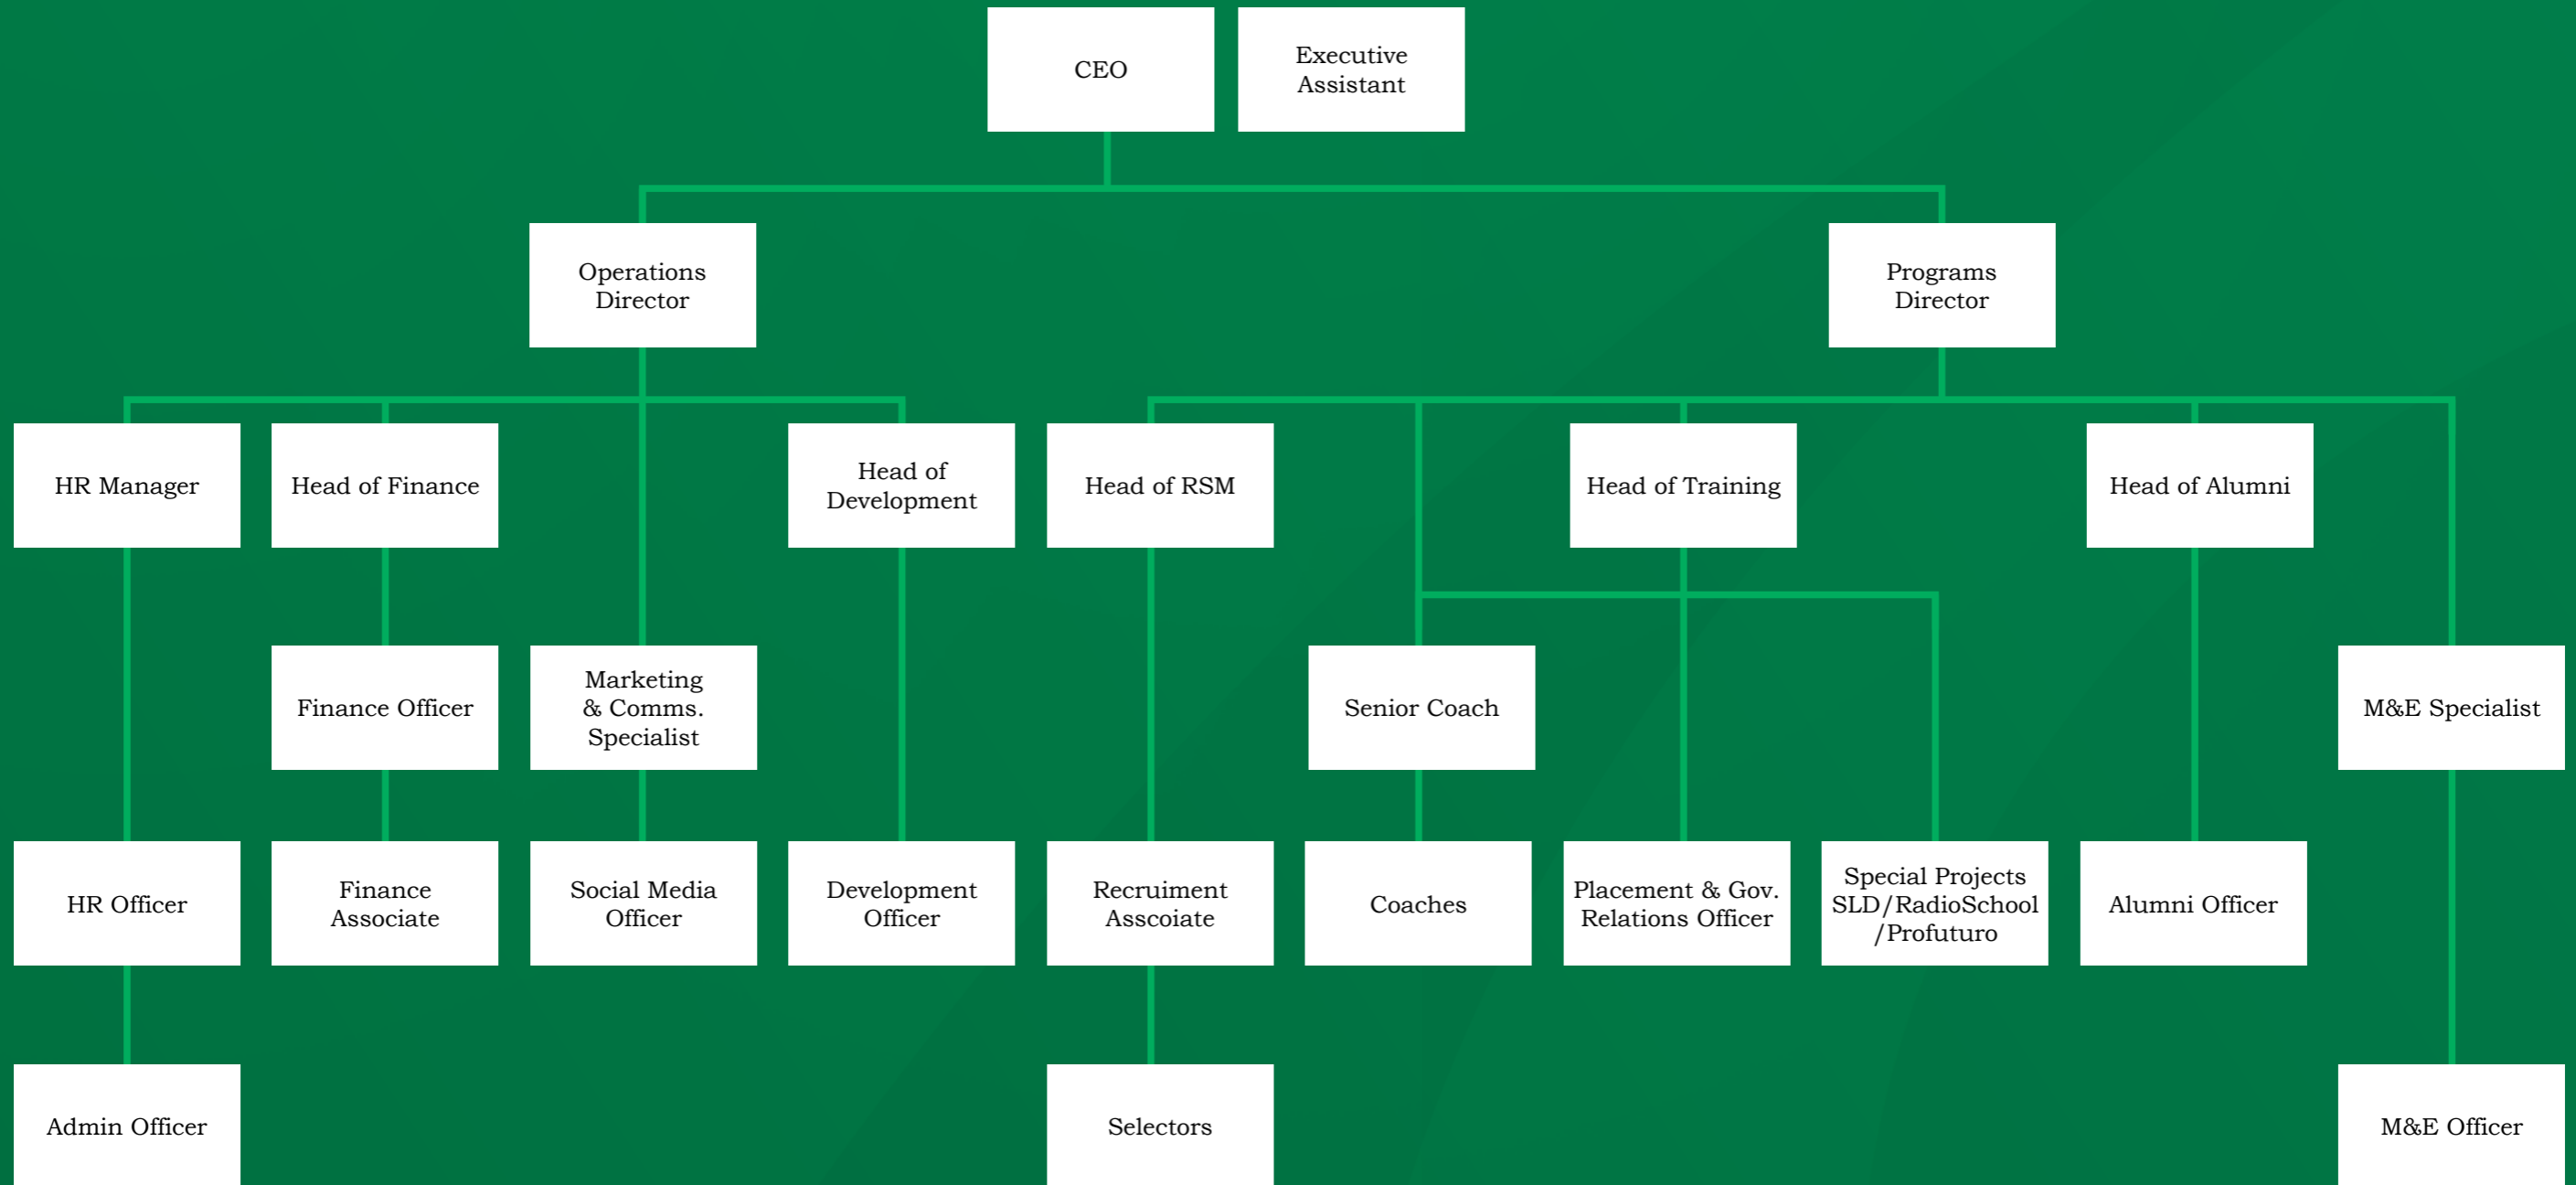 CEO
Executive
Assistant
Operations
Director
Programs
Director
HR Manager
Head of Finance
Head of
Development
Head of RSM
Head of Training
Head of Alumni
Finance Officer
Marketing
& Comms.
Specialist
Senior Coach
M&E Specialist
HR Officer
Finance
Associate
Social Media
Officer
Development
Officer
Recruiment
Asscoiate
Coaches
Placement & Gov.
Relations Officer
Special Projects
SLD/RadioSchool
/Profuturo
Alumni Officer
Admin Officer
Selectors
M&E Officer